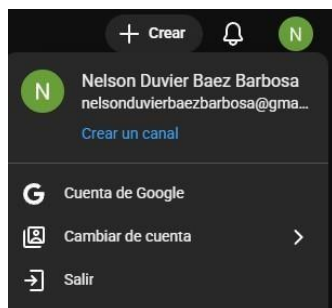 Crear
N
N
Nelson Duvier Baez Barbosa
nelsonduvierbaezbarbosa@gma...
Crear un canal
G
Cuenta de Google
Cambiar de cuenta
Salir